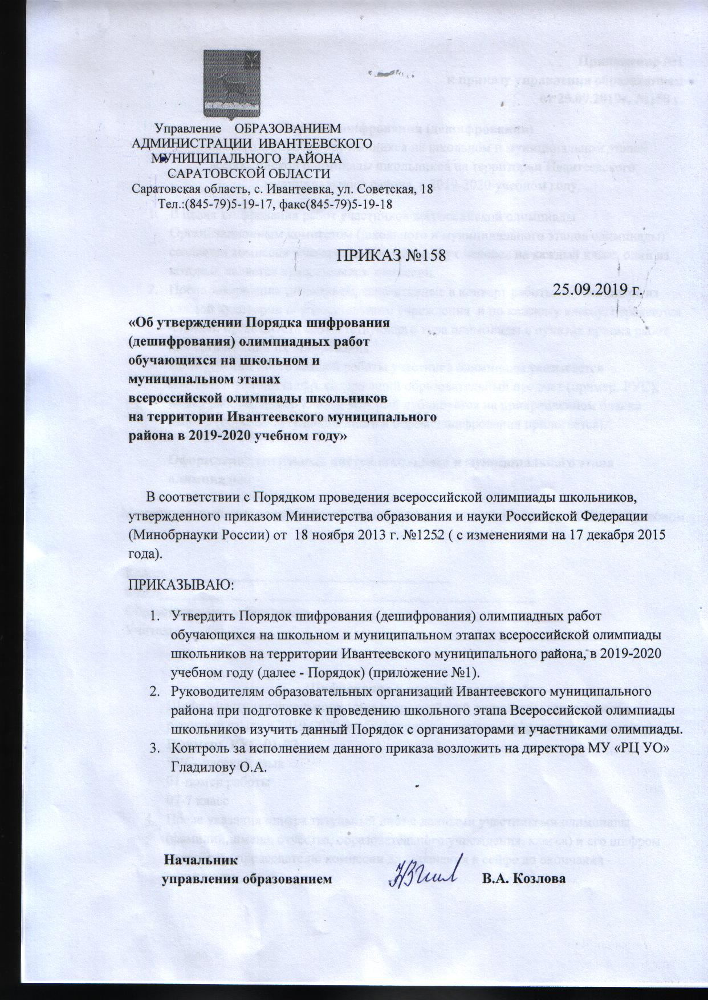 Управление ОБРАЗОВАНИЕМ
АДМИНИСТРАЦИИ ИВАНТЕЕВСКОГО
МУНИЦИПАЛЬНОГО РАЙОНА
САРАТОВСКОЙ ОБЛАСТИ
Саратовская область, с. Ивантеевка, ул. Советская, 18
Тел.:(845-79)5-19-17, факс(845-79)5-19-18
ПРИКАЗ №158
25.09.2019 г.
«Об утверждении Порядка шифрования
(дешифрования) олимпиадных работ
обучающихся на школьном и
муниципальном этапах
всероссийской олимпиады школьников
на территории Ивантеевского муниципального
района в 2019-2020 учебном году»
В соответствии с Порядком проведения всероссийской олимпиады школьников,
утвержденного приказом Министерства образования и науки Российской Федерации
(Минобрнауки России) от 18 ноября 2013 г. №1252 ( с изменениями на 17 декабря 2015
года).
ПРИКАЗЫВАЮ:
1. Утвердить Порядок шифрования (дешифрования) олимпиадных работ
обучающихся на школьном и муниципальном этапах всероссийской олимпиады
школьников на территории Ивантеевского муниципального района, в 2019-2020
учебном году (далее - Порядок) (приложение №1).
2. Руководителям образовательных организаций Ивантеевского муниципального
района при подготовке к проведению школьного этапа Всероссийской олимпиады
школьников изучить данный Порядок с организаторами и участниками олимпиады.
3. Контроль за исполнением данного приказа возложить на директора МУ «РЦ УО»
Гладилову О.А.
Начальник
управления образованием В.А. Козлова